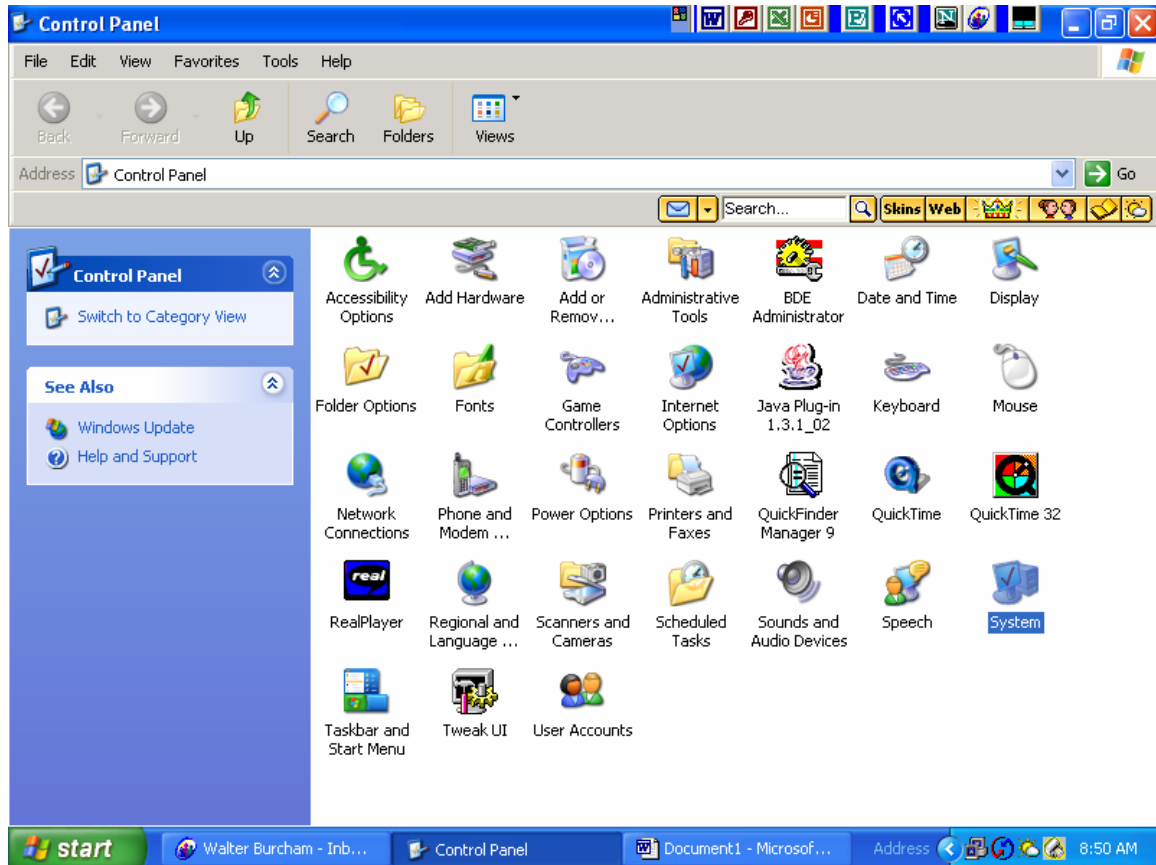 Control Panel
File Edit View Favorites Tools Help
Back Forward Up Search Folders Views
Address Control Panel Go
Search... Skins Web
Control Panel
Switch to Category View
See Also
Windows Update
Help and Support
Accessibility Options
Add Hardware
Add or Remov...
Administrative Tools
BDE Administrator
Date and Time
Display
Folder Options
Fonts
Game Controllers
Internet Options
Java Plug-in 1.3.1_02
Keyboard
Mouse
Network Connections
Phone and Modem ...
Power Options
Printers and Faxes
QuickFinder Manager 9
QuickTime
QuickTime 32
real
RealPlayer
Regional and Language ...
Scanners and Cameras
Scheduled Tasks
Sounds and Audio Devices
Speech
System
Taskbar and Start Menu
Tweak UI
User Accounts
start
Walter Burcham - Inb...
Control Panel
Document1 - Microsof...
Address
8:50 AM